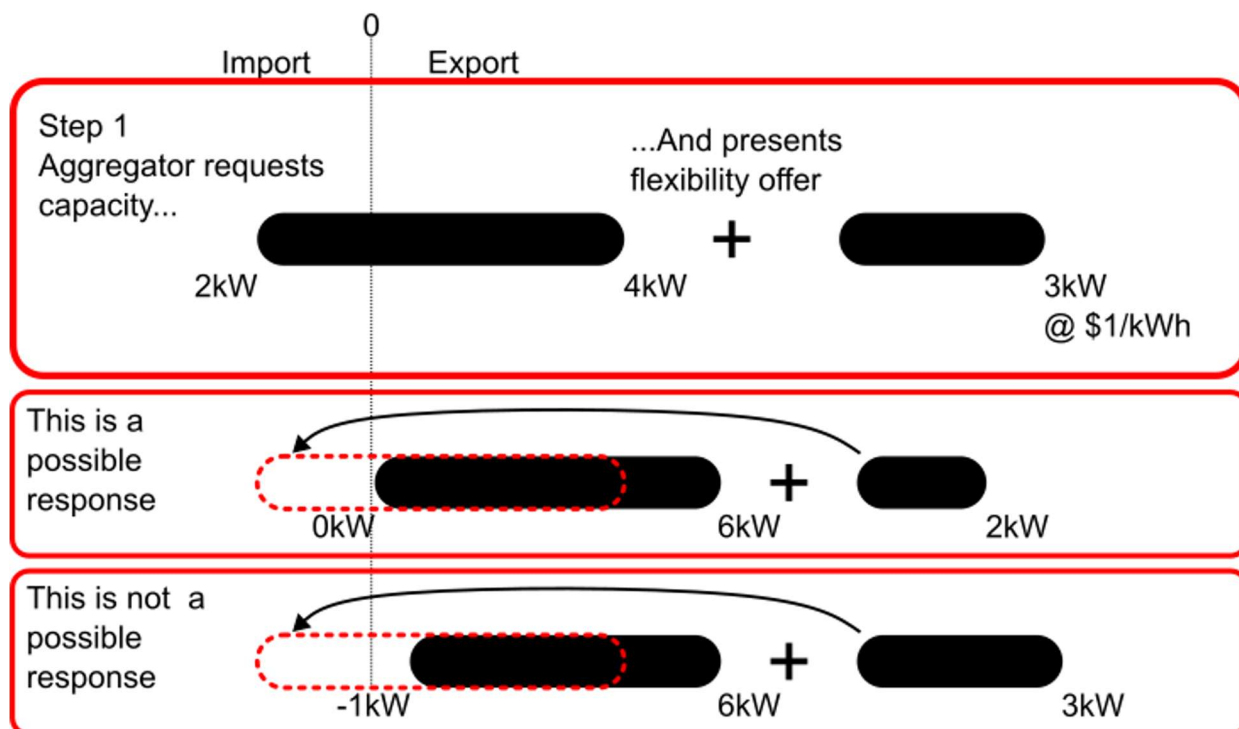 0
Import
Export
Step 1
Aggregator requests
capacity...
...And presents
flexibility offer
+
2kW
4kW
3kW
@ $1/kWh
This is a
possible
response
+
0kW
6kW
2kW
This is not  a
possible
response
+
-1kW
6kW
3kW